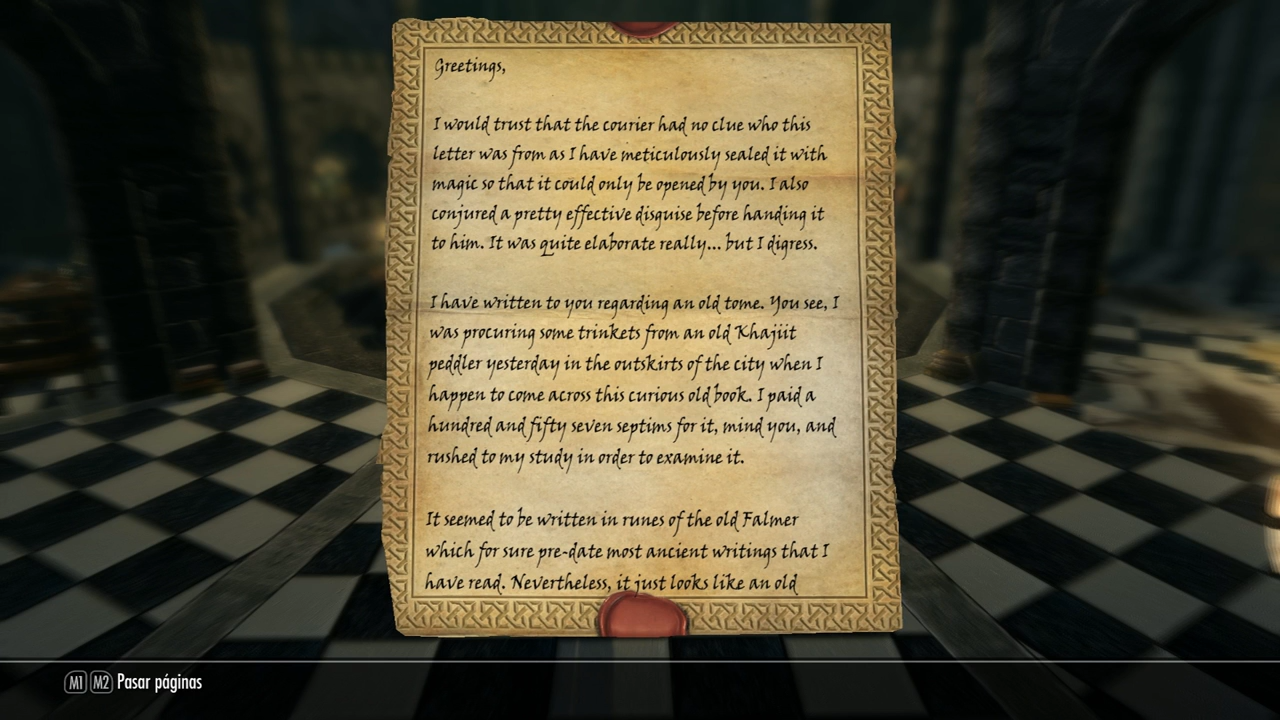 Greetings,
I would trust that the courier had no clue who this
letter was from as I have meticulously sealed it with
magic so that it could only be opened by you. I also
conjured a pretty effective disguise before handing it
to him. It was quite elaborate really... but I digress.
I have written to you regarding an old tome. You see, I
was procuring some trinkets from an old Khajiit
peddler yesterday in the outskirts of the city when I
happen to come across this curious old book. I paid a
hundred and fifty seven septims for it, mind you, and
rushed to my study in order to examine it.
It seemed to be written in runes of the old Falmer
which for sure pre-date most ancient writings that I
have read. Nevertheless, it just looks like an old
M1 M2 Pasar páginas